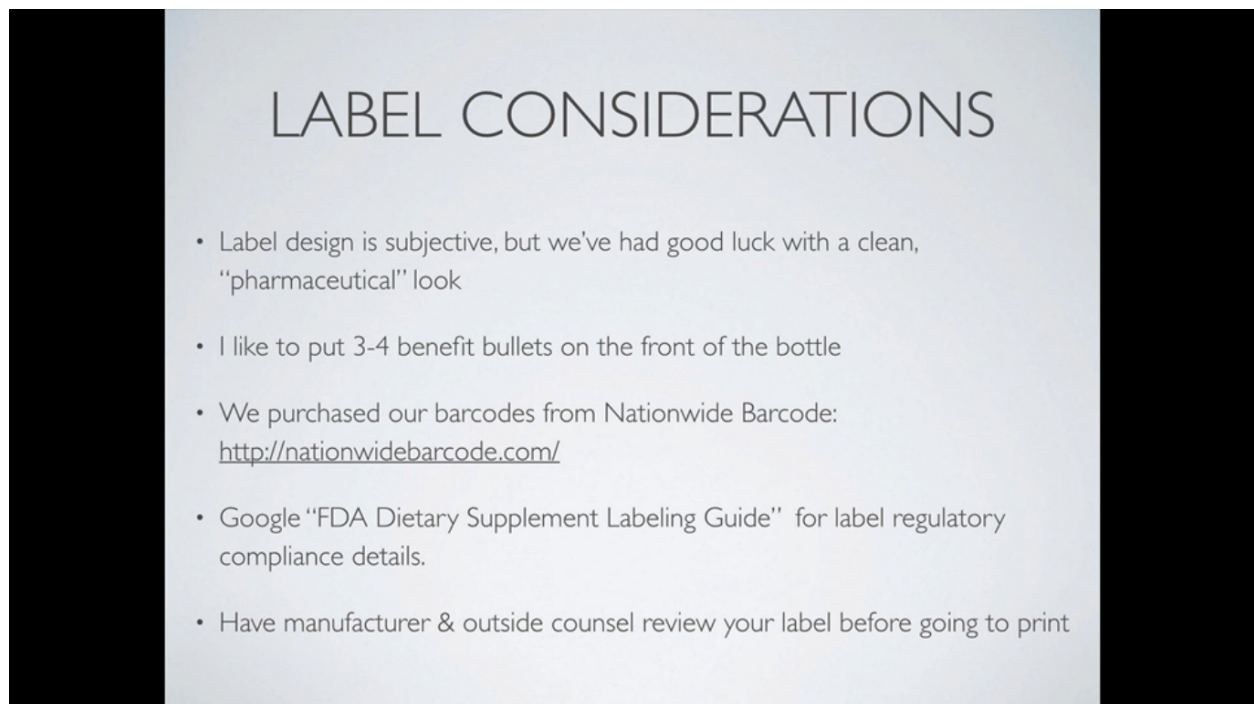 LABEL CONSIDERATIONS
• Label design is subjective, but we’ve had good luck with a clean,
“pharmaceutical” look
• I like to put 3-4 benefit bullets on the front of the bottle
• We purchased our barcodes from Nationwide Barcode:
http://nationwidebarcode.com/
• Google “FDA Dietary Supplement Labeling Guide” for label regulatory
compliance details.
• Have manufacturer & outside counsel review your label before going to print